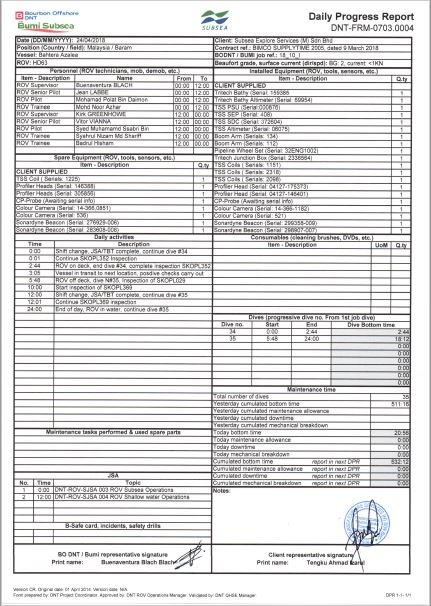 Bourbon Offshore
DNT
Bumi Subsea
SUBSEA
Daily Progress Report
DNT-FRM-0703.0004
Date (DD/MM/YYYY): 24/04/2018
Client: Subsea Explore Services (M) Sdn Bhd
Position (Country / field): Malaysia / Baram
Contract ref.: BIMCO SUPPLYTIME 2005, 9 March 2018
Vessel: Bahtera Azalea
BODNT / BUMI job ref.: 18_10_I
ROV: HD63
Beaufort grade, surface current (dir/spd): BG: 2, current <1KN
Personnel (ROV technicians, mob, demob, etc.)
Item - Description Name From To
ROV Supervisor Buenaventura BLACH 00:00 12:00
ROV Senior Pilot Jean LABBE 00:00 12:00
ROV Pilot Mohamad Polat Bin Daimon 00:00 12:00
ROV Trainee Mohd Noor Azhar 00:00 12:00
ROV Supervisor Kirk GREENHOWE 12:00 00:00
ROV Senior Pilot Vitor VIANNA 12:00 00:00
ROV Pilot Syed Muhamamd Ssabri Bin 12:00 00:00
ROV Trainee Syahrul Nizam Md Shariff 12:00 00:00
ROV Trainee Badrul Hisham 12:00 00:00
Installed Equipment (ROV, tools, sensors, etc.)
Item - Description Q.ty
CLIENT SUPPLIED
Tritech Bathy (Serial: 159386 1
Tritech Bathy Altimeter (Serial: 69954) 1
TSS PSU (Serial:000676) 1
TSS SEP (Serial: 408) 1
TSS SDC (Serial: 372604) 1
TSS Altimeter (Serial: 06075) 1
Boom Arm (Serial: 134) 1
Boom Arm (Serial: 112) 1
Pipeline Wheel Set (Serial: 32ENG1002) 1
Tritech Junction Box (Serial: 2336564) 1
TSS Coils (Serial: 1151) 1
TSS Coils (Serial: 2318) 1
TSS Coils (Serial: 2098) 1
Profiler Head (Serial: 04127-175373) 1
Profiler Head (Serial: 04127-146401) 1
CP-Probe (Awaiting serial info) 1
Colour Camera (Serial: 14-366-1182) 1
Colour Camera (Serial: 521) 1
Sonardyne Beacon (Serial: 299358-009) 1
Sonardyne Beacon (Serial: 298907-007) 1
Spare Equipment (ROV, tools, sensors, etc.)
Item - Description Q.ty
CLIENT SUPPLIED
TSS Coil (Serial: 1225) 1
Profiler Heads (Serial: 146388) 1
Profiler Heads (Serial: 305656) 1
CP-Probe (Awaiting serial info) 1
Colour Camera (Serial: 14-366.0851) 1
Colour Camera (Serial: 536) 1
Sonardyne Beacon (Serial: 276929-006) 1
Sonardyne Beacon (Serial: 283608-008) 1
Daily activities
Time Description
0:00 Shift change, JSA/TBT complete, continue dive #34
0:01 Continue SKOPL352 Inspection
2:44 ROV on deck, end dive #34, complete inspection SKOPL352
3:05 Vessel in transit to next location, positive checks carry out
5:48 ROV off deck, dive N#35, Inspection of SKOPL029
10:00 Start Inspection of SKOPL369
12:00 Shift change, JSA/TBT complete, continue dive #35
12:01 Continue SKOPL369 inspection
24:00 End of day, ROV in water, continue dive #35
Consumables (cleaning brushes, DVDs, etc.)
Item - Description UoM Q.ty
Dives (progressive dive no. From 1st job dive)
Dive no. Start End Dive Bottom time
34 0:00 2:44 2:44
35 5:48 24:00 18:12
0:00
0:00
0:00
0:00
0:00
0:00
Maintenance time
Total number of dives 35
Yesterday cumulated bottom time 511:16
Yesterday cumulated maintenance allowance
Yesterday cumulated downtime
Yesterday cumulated mechanical breakdown
Today bottom time 20:56
Today maintenance allowance 0:00
Today downtime 0:00
Today mechanical breakdown 0:00
Cumulated bottom time report in next DPR 532:12
Cumulated maintenance allowance report in next DPR 0:00
Cumulated downtime report in next DPR 0:00
Cumulated mechanical breakdown report in next DPR 0:00
Maintenance tasks performed & used spare parts
JSA
No. Time Topic
1 0:00 DNT-ROV-SJSA 003 ROV Subsea Operations
2 12:00 DNT-ROV-SJSA 004 ROV Shallow water Operations
Notes:
B-Safe card, incidents, safety drills
BO DNT / Bumi representative signature
Print name: Buenaventura Blach Blach
Client representative signature
Print name: Tengku Ahmad
Version CR, Original date: 01 April 2014. Version date: N/A
Form prepared by: DNT Project Coordinator, Approved by: DNT ROV Operations Manager, Validated by: DNT QHSE Manager.
DPR 1-1- 1/1